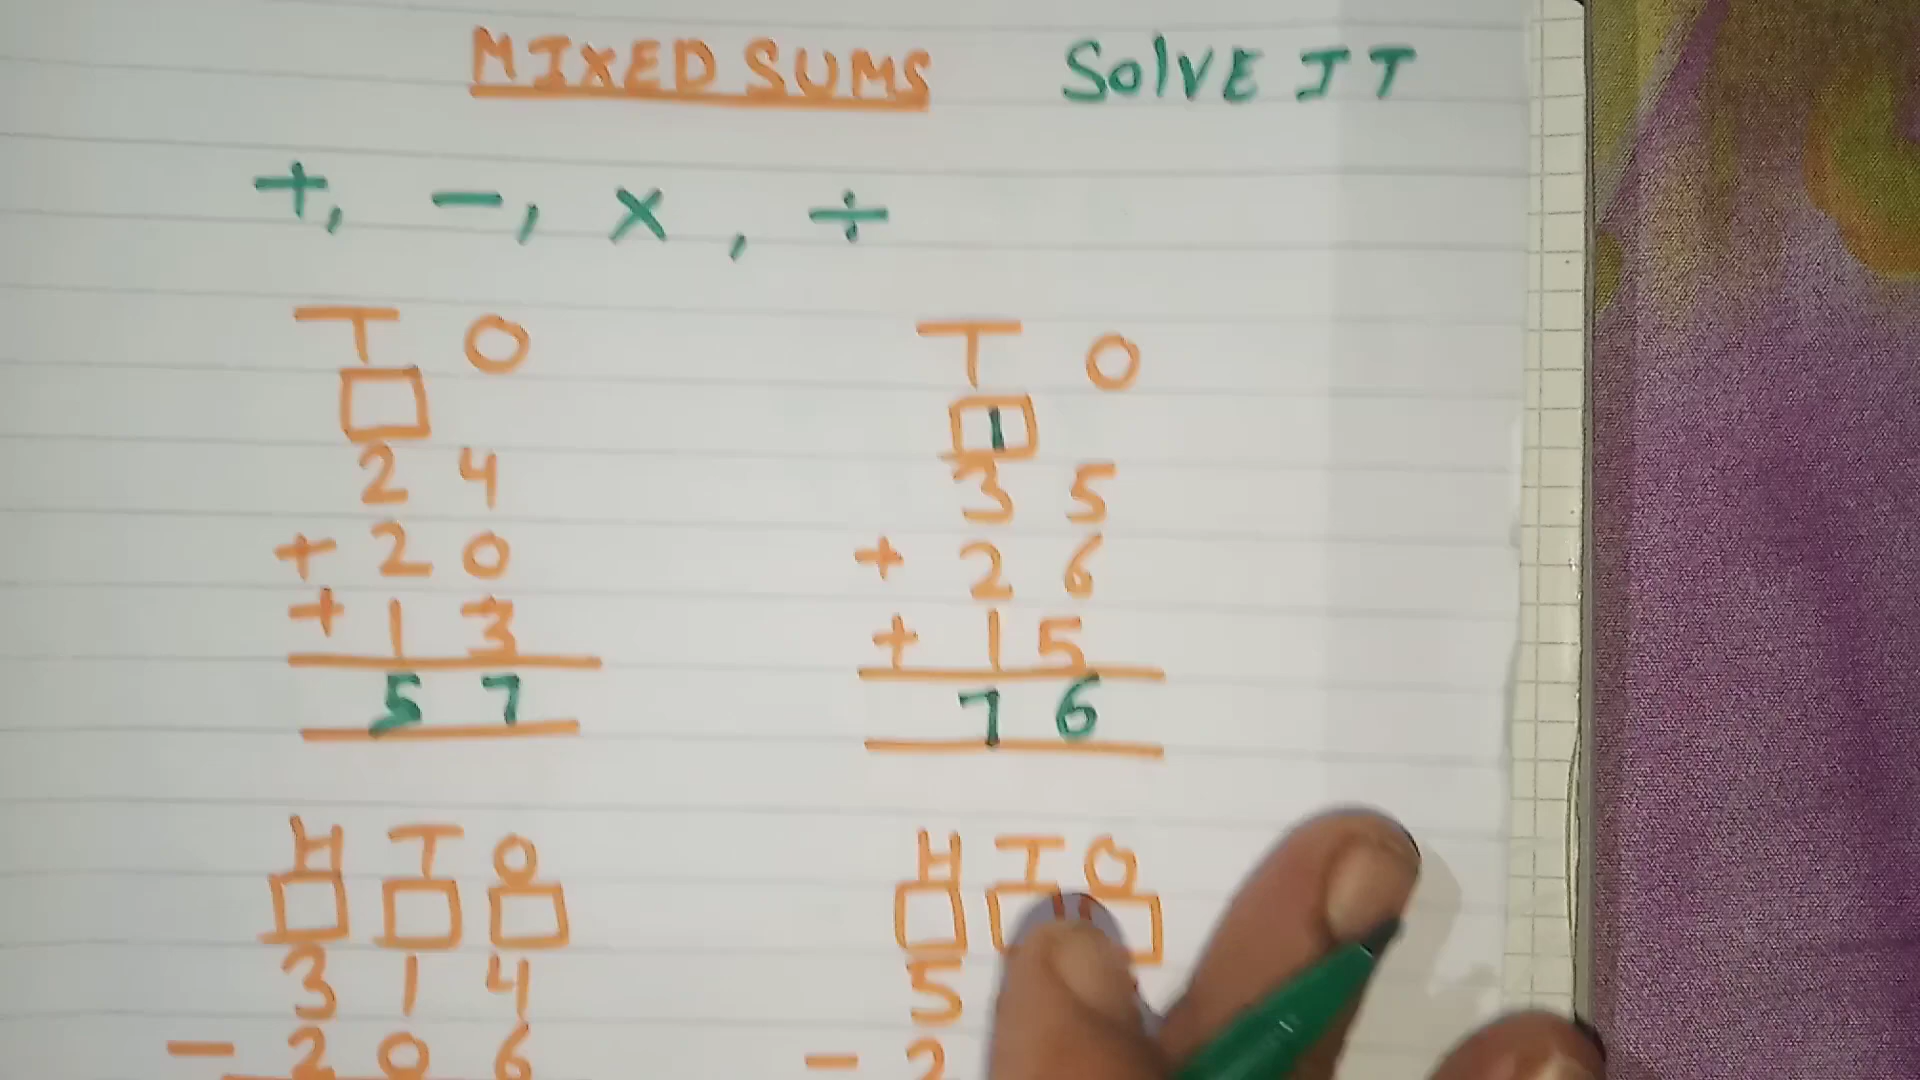 MIXED SUMS SOlVE IT
+, -, x, ÷
T O
2 4
+ 2 0
+ 1 3
5 7
T O
1
3 5
+ 2 6
+ 1 5
7 6
H T O
3 1 4
- 2 0 6
H T O
5
- 2